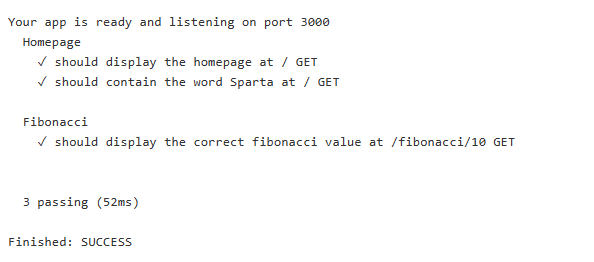 Your app is ready and listening on port 3000
Homepage
✓ should display the homepage at / GET
✓ should contain the word Sparta at / GET
Fibonacci
✓ should display the correct fibonacci value at /fibonacci/10 GET
3 passing (52ms)
Finished: SUCCESS